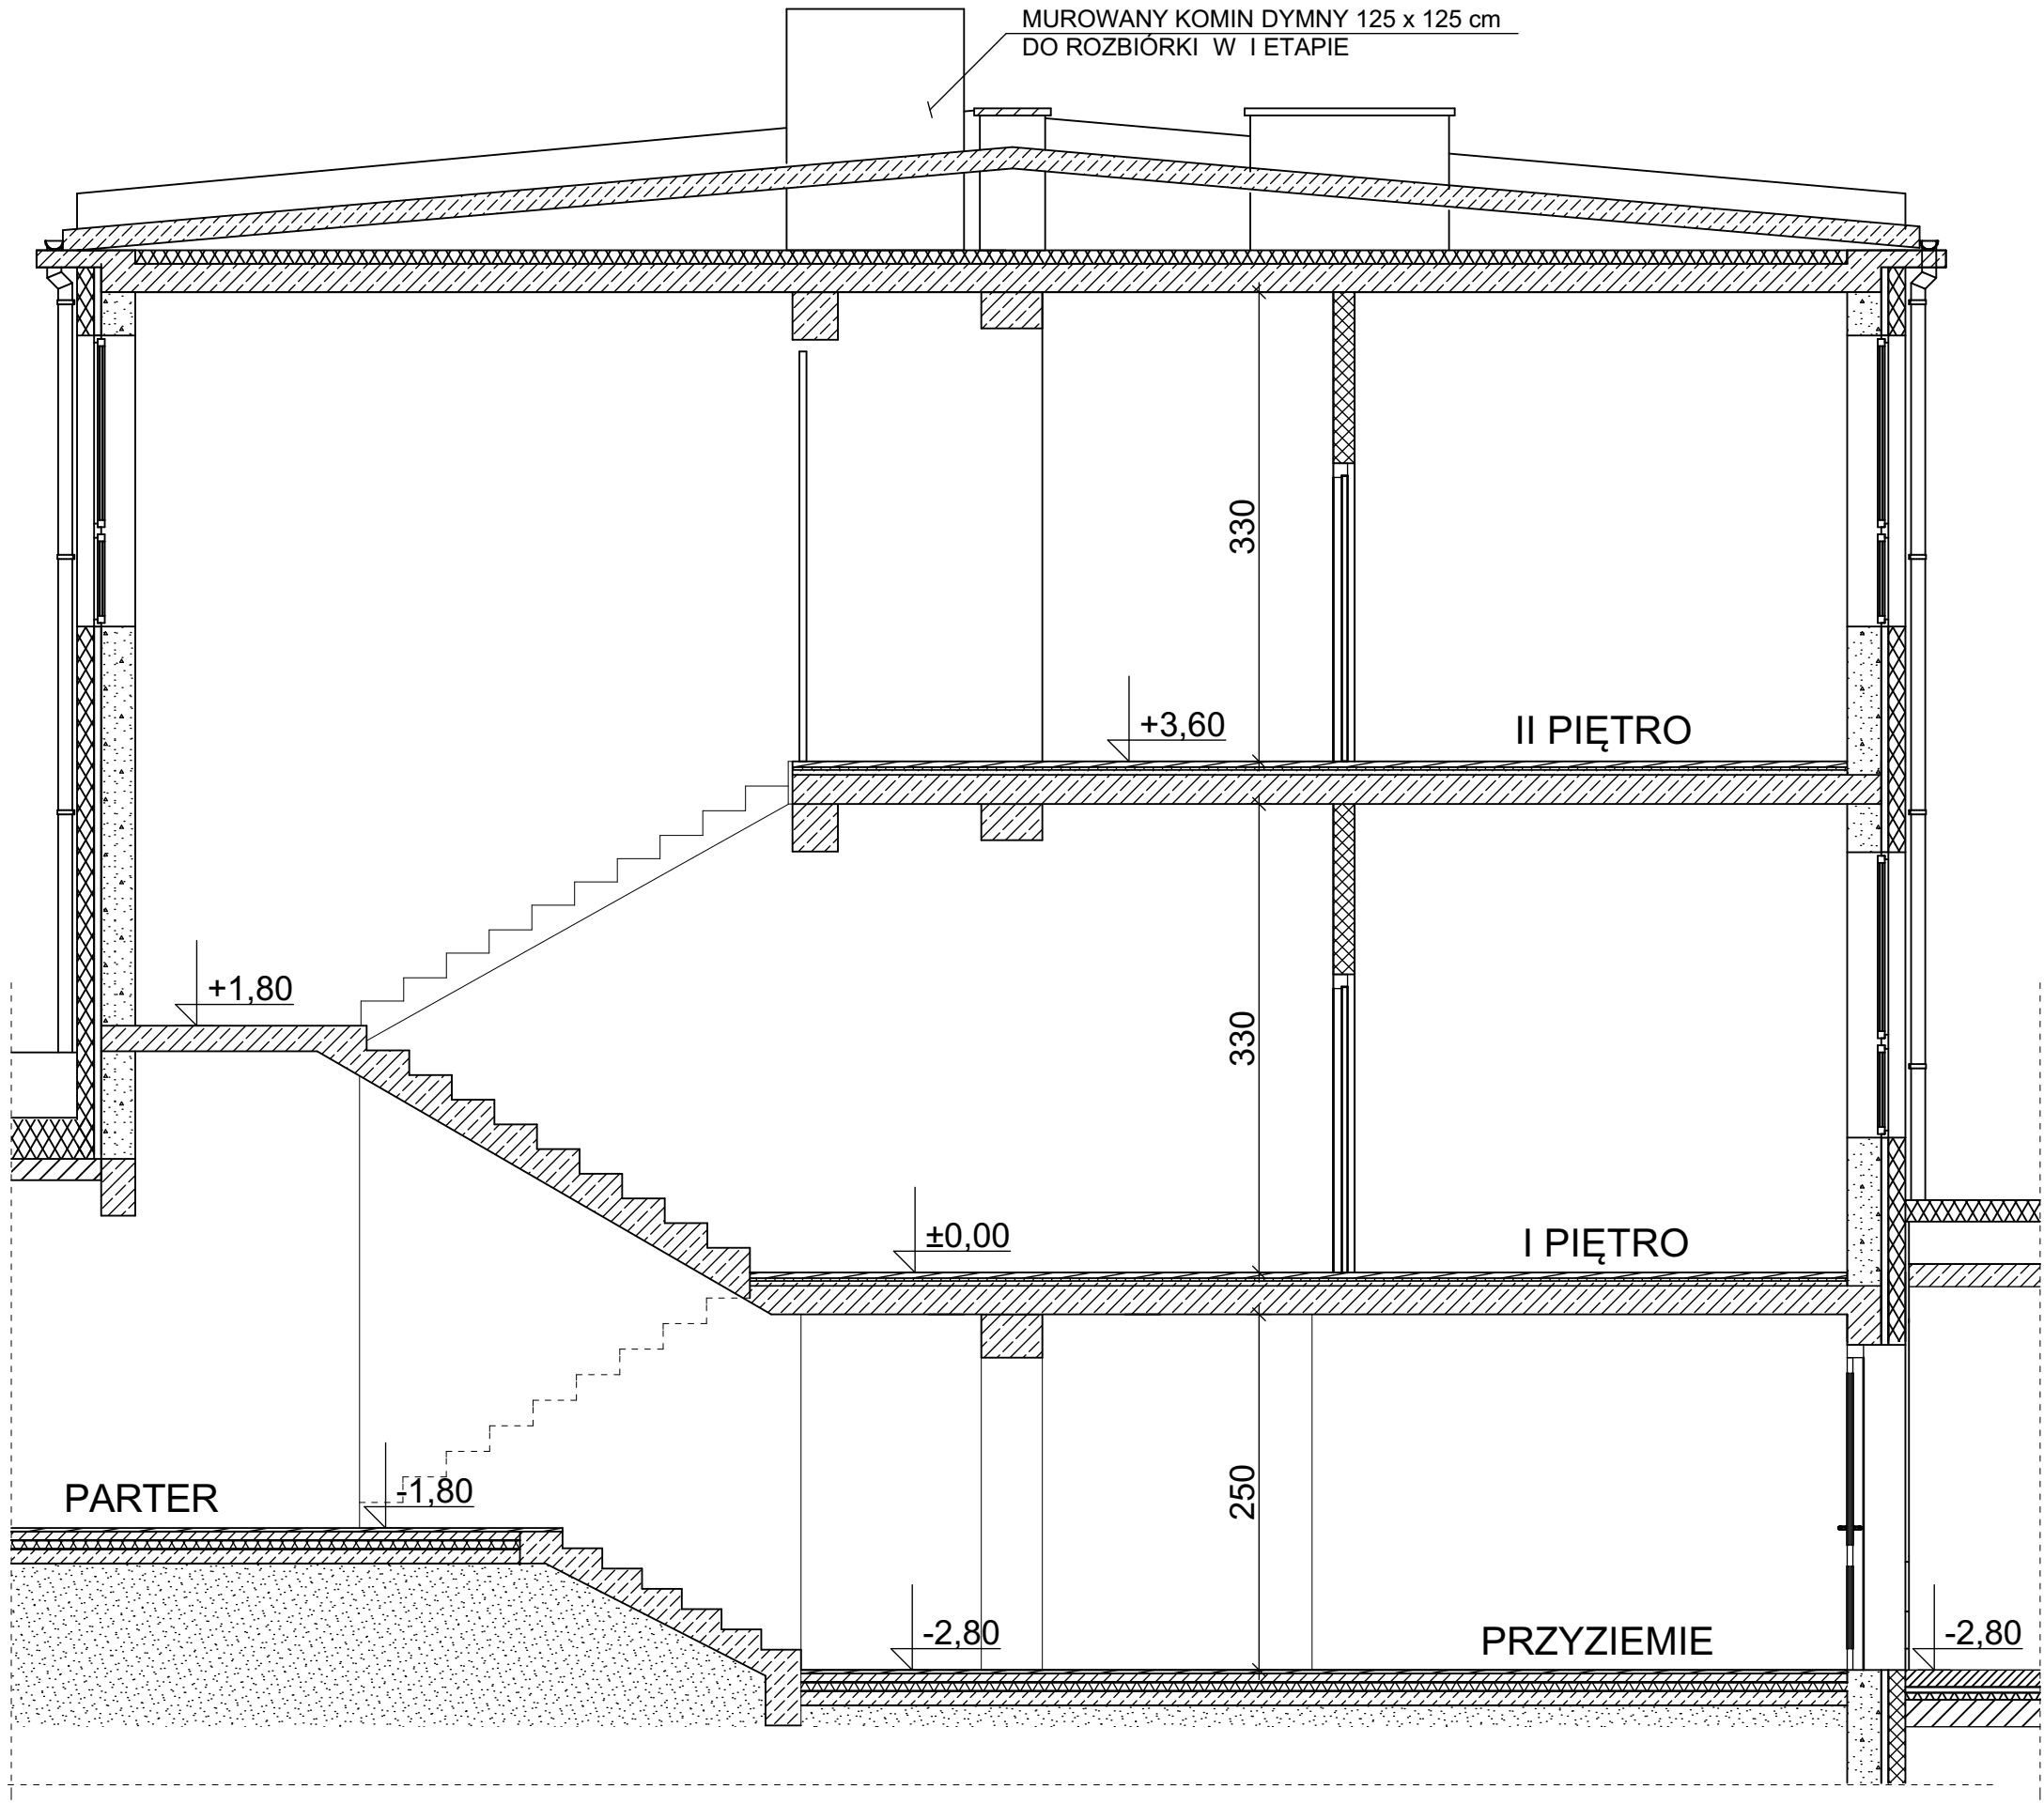 MUROWANY KOMIN DYMNY 125 x 125 cm
DO ROZBIÓRKI W I ETAPIE
330
+3,60
II PIĘTRO
+1,80
330
±0,00
I PIĘTRO
PARTER
-1,80
250
-2,80
PRZYZIEMIE
-2,80